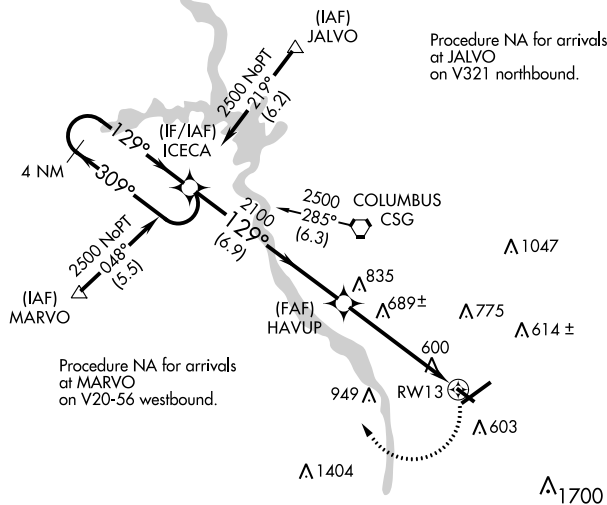 (IAF)
JALVO
Procedure NA for arrivals
at JALVO
on V321 northbound.
2500 NoPT
219°
(6.2)
(IF/IAF)
ICECA
129°
4 NM
309°
2500 NoPT
048°
(5.5)
(IAF)
MARVO
2100
129°
(6.9)
2500
285°
(6.3)
COLUMBUS
CSG
1047
835
689±
775
614 ±
(FAF)
HAVUP
600
Procedure NA for arrivals
at MARVO
on V20-56 westbound.
RW13
949
603
1404
1700